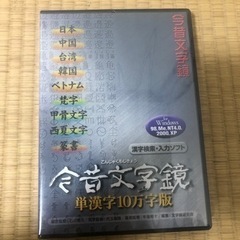 今昔文字鏡
日本
中国
台湾
韓国
ベトナム
梵字
甲骨文字
西夏文字
篆書
for Windows
98, Me, NT4.0,
2000, XP
漢字検索・入力ソフト
こんじゃくもじきょう
今昔文字鏡
単漢字10万字版